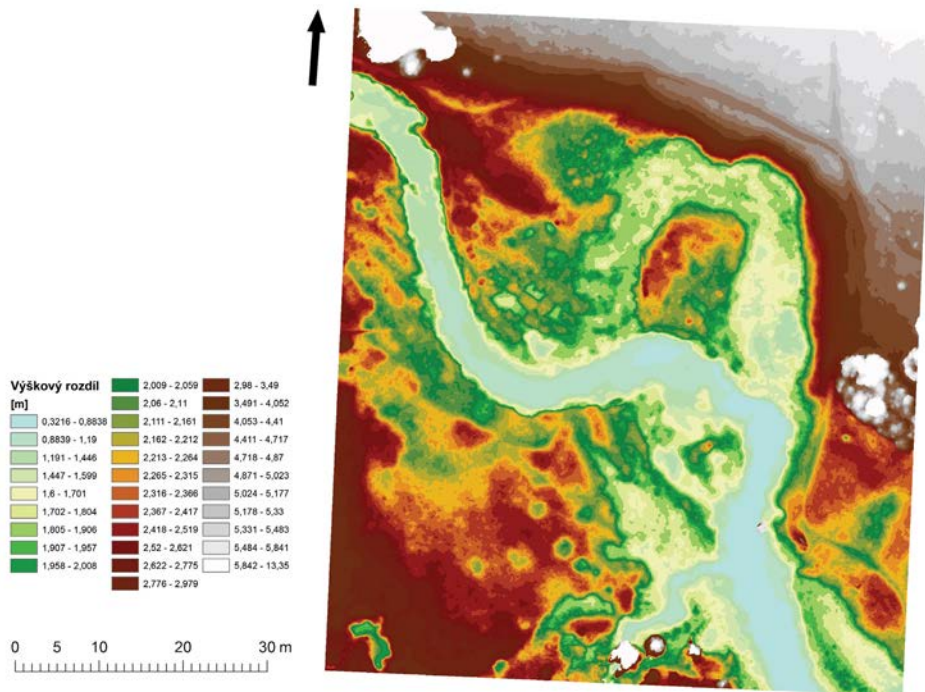 Výškový rozdíl
[m]
0,3216 - 0,8838
0,8839 - 1,19
1,191 - 1,446
1,447 - 1,599
1,6 - 1,701
1,702 - 1,804
1,805 - 1,906
1,907 - 1,957
1,958 - 2,008
2,009 - 2,059
2,06 - 2,11
2,111 - 2,161
2,162 - 2,212
2,213 - 2,264
2,265 - 2,315
2,316 - 2,366
2,367 - 2,417
2,418 - 2,519
2,52 - 2,621
2,622 - 2,775
2,776 - 2,979
2,98 - 3,49
3,491 - 4,052
4,053 - 4,41
4,411 - 4,717
4,718 - 4,87
4,871 - 5,023
5,024 - 5,177
5,178 - 5,33
5,331 - 5,483
5,484 - 5,841
5,842 - 13,35
0 5 10 20 30 m